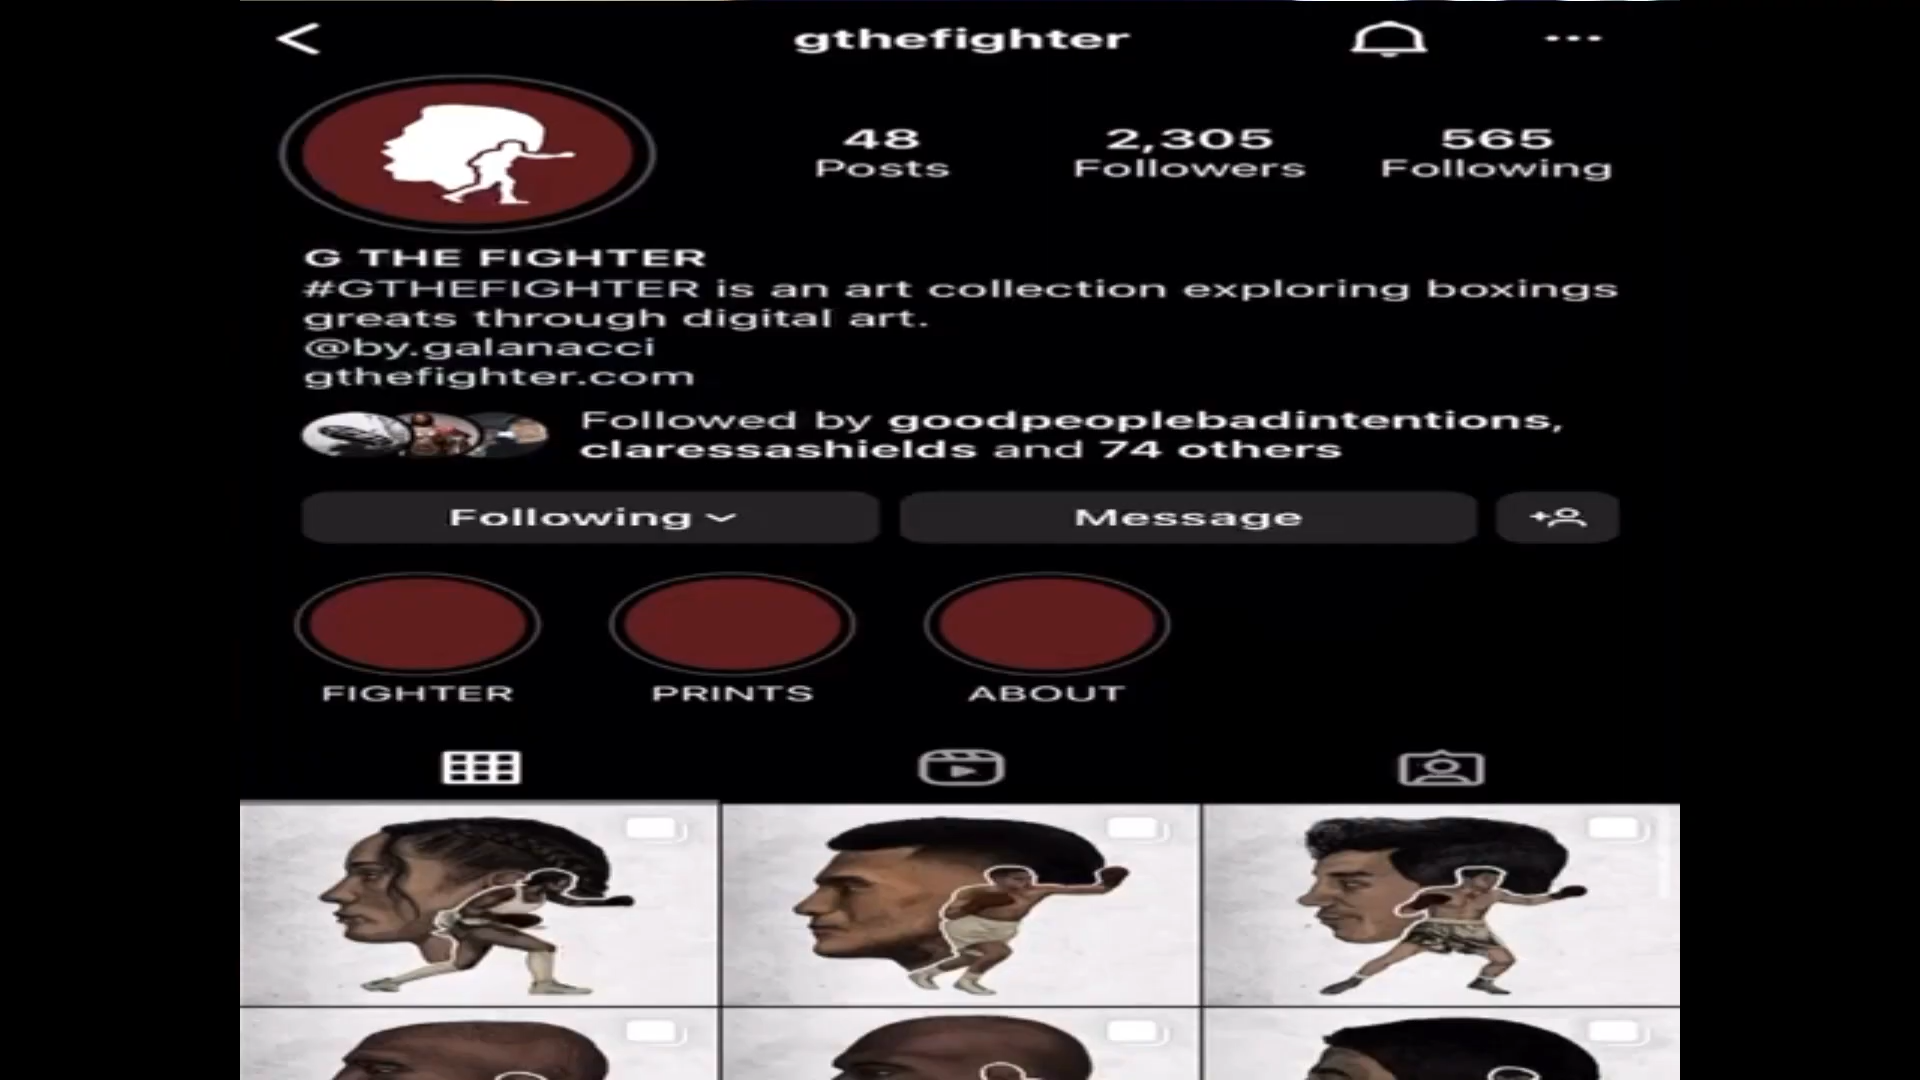 gthefighter
48
Posts
2,305
Followers
565
Following
G THE FIGHTER
#GTHEFIGHTER is an art collection exploring boxings
greats through digital art.
@by.galanacci
gthefighter.com
Followed by goodpeoplebadintentions,
claressashields and 74 others
Following
Message
FIGHTER
PRINTS
ABOUT